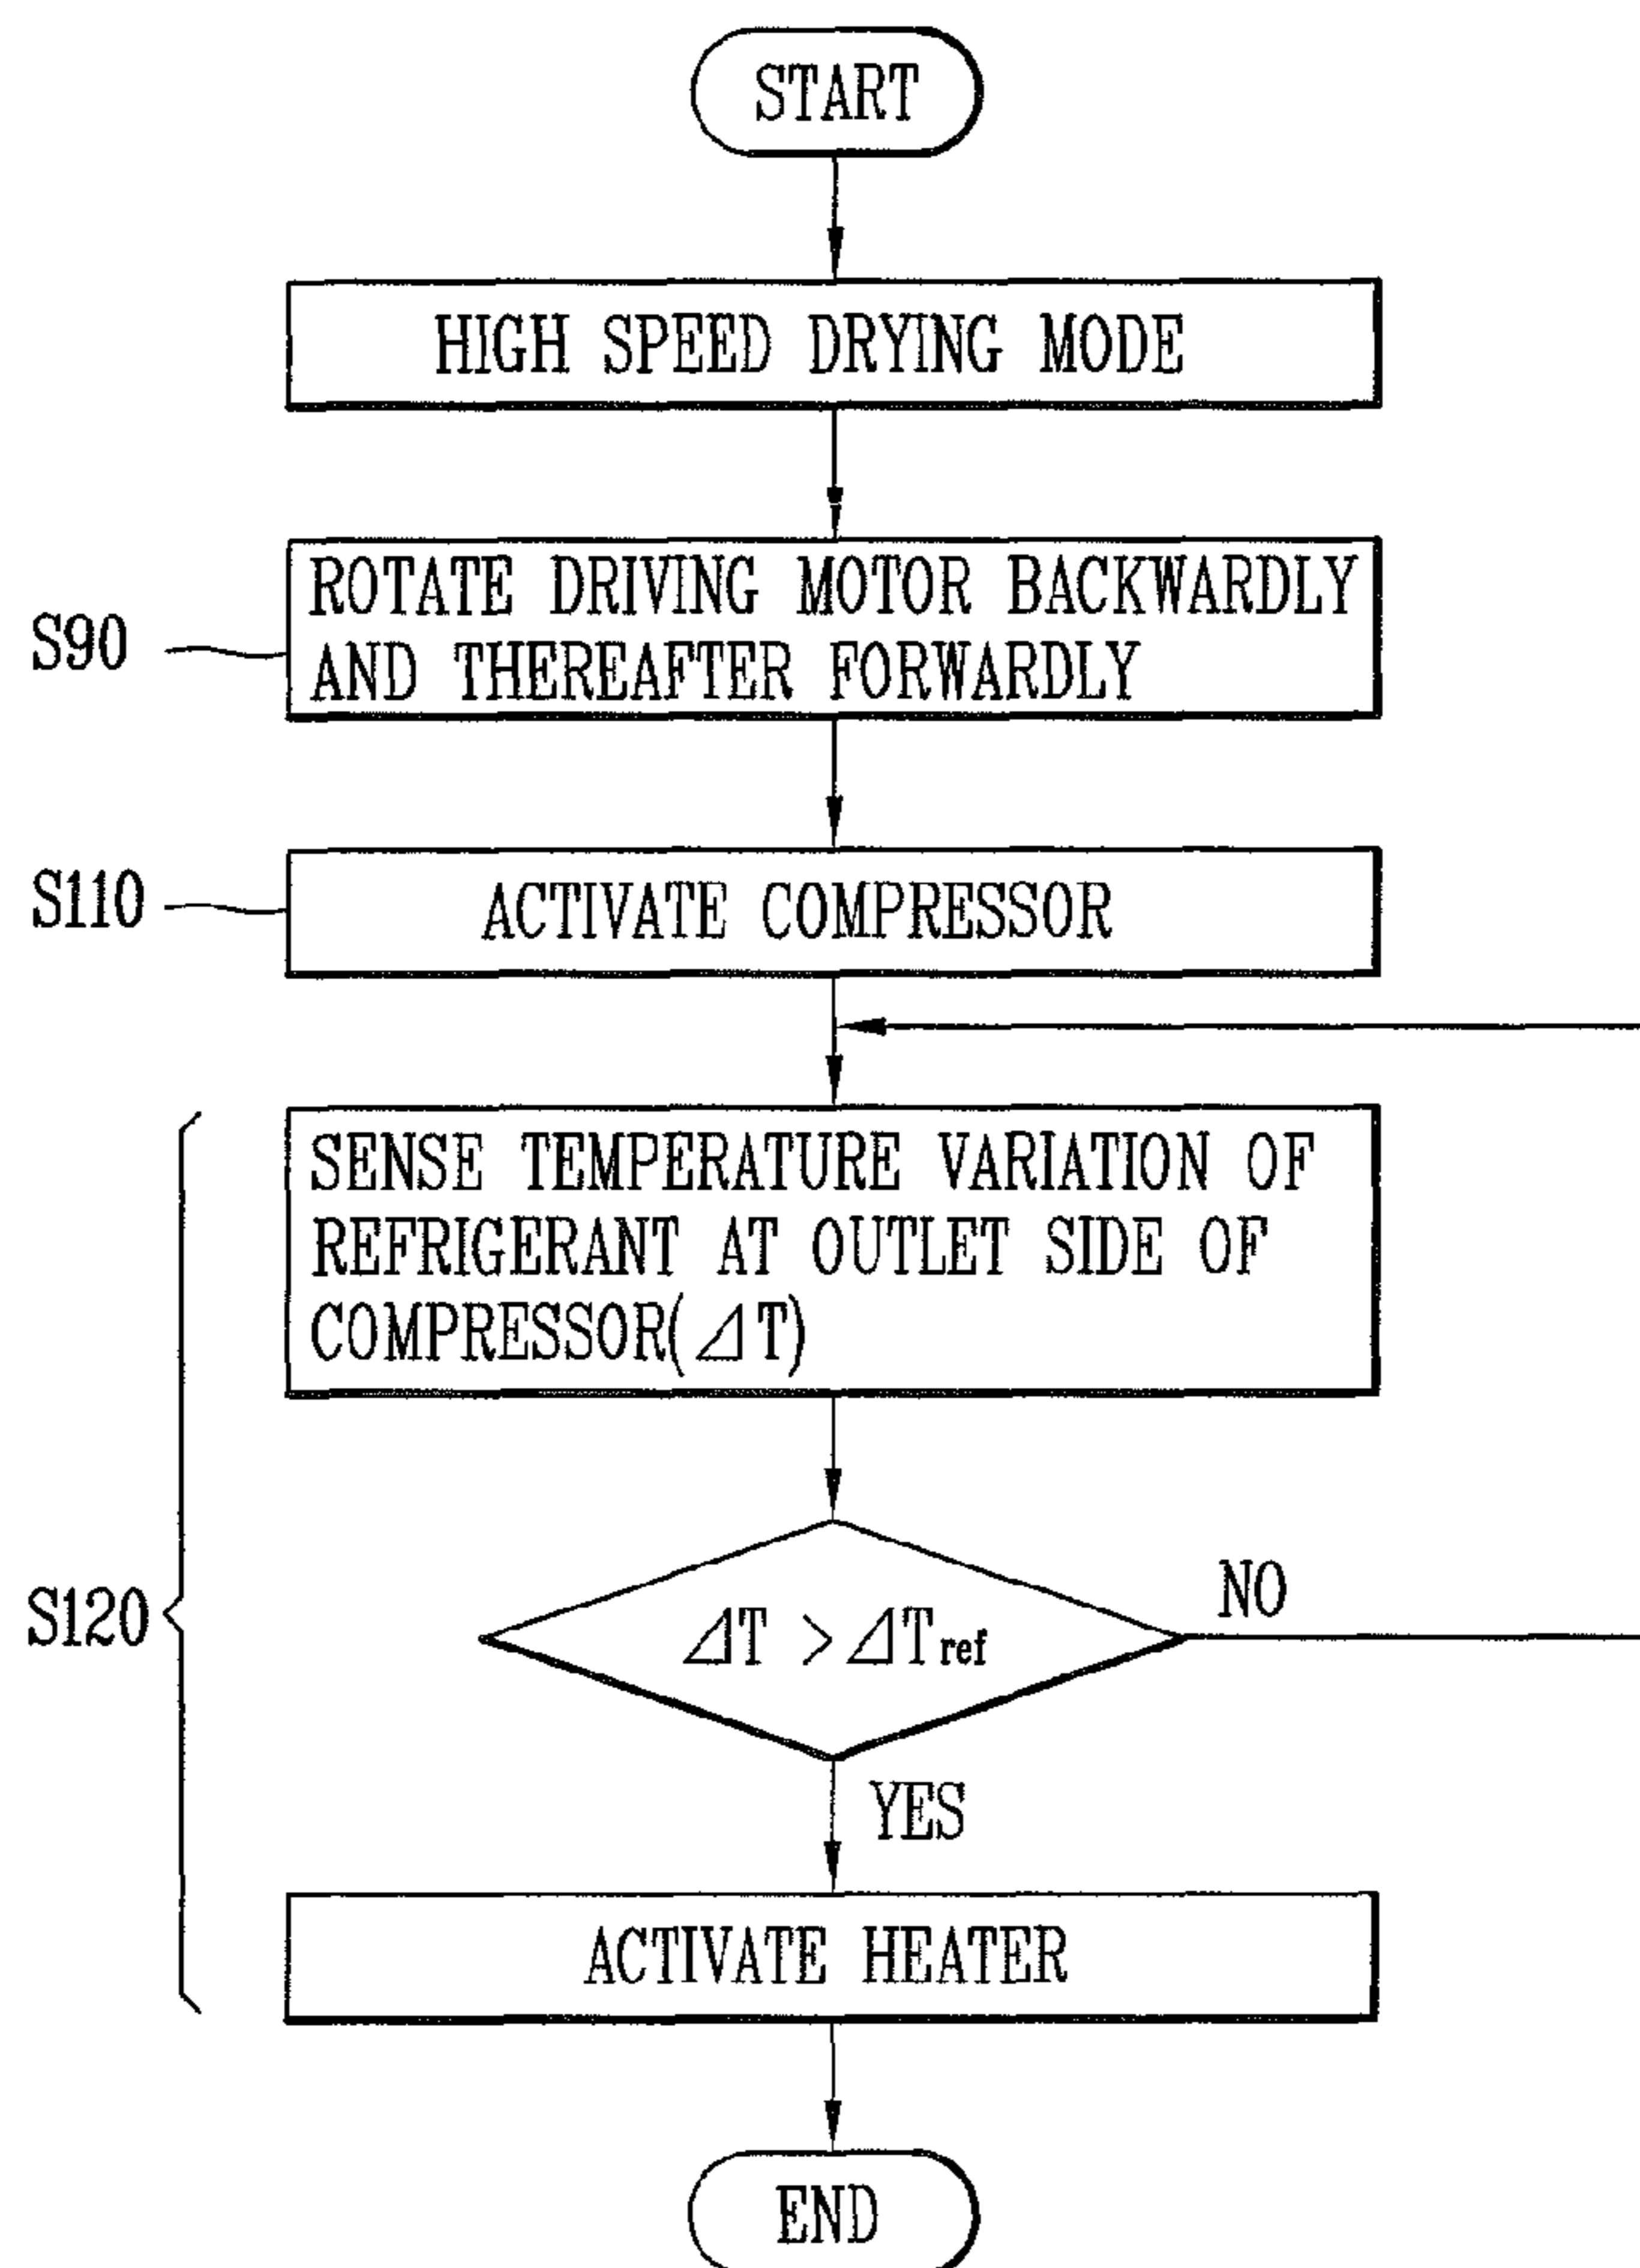 START
HIGH SPEED DRYING MODE
S90
ROTATE DRIVING MOTOR BACKWARDLY
AND THEREAFTER FORWARDLY
S110
ACTIVATE COMPRESSOR
SENSE TEMPERATURE VARIATION OF
REFRIGERANT AT OUTLET SIDE OF
COMPRESSOR(⊿T)
S120
⊿T >⊿Tref
NO
YES
ACTIVATE HEATER
END